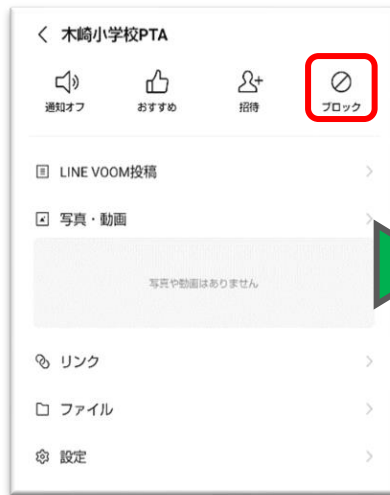 木崎小学校PTA
通知オフ おすすめ 招待 ブロック
LINE VOOM投稿
写真・動画
写真や動画はありません
リンク
ファイル
設定